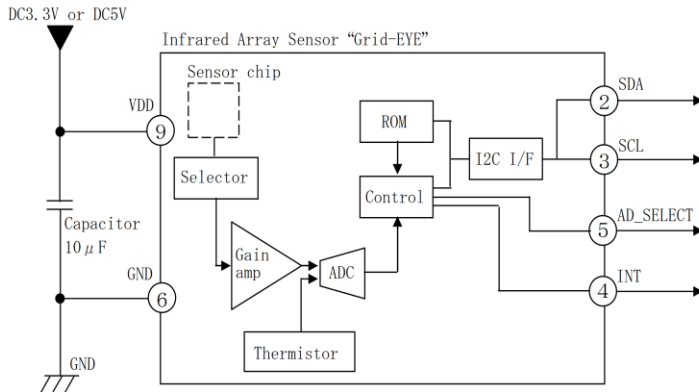 DC3.3V or DC5V
Infrared Array Sensor “Grid-EYE”
Sensor chip
VDD
9
Selector
ROM
Control
I2C I/F
2
SDA
3
SCL
5
AD_SELECT
4
INT
Capacitor
10μF
GND
6
Gain
amp
ADC
Thermistor
GND